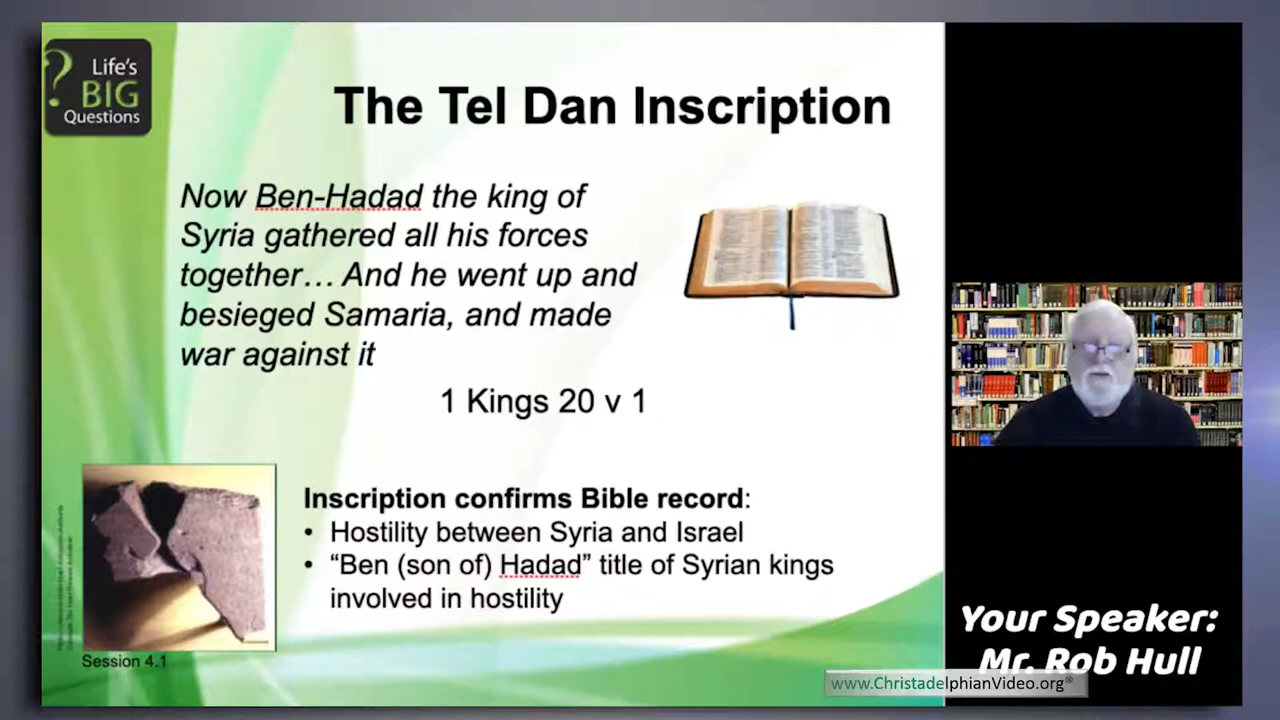 ?
Life's
BIG
Questions
The Tel Dan Inscription
Now Ben-Hadad the king of
Syria gathered all his forces
together… And he went up and
besieged Samaria, and made
war against it
1 Kings 20 v 1
Inscription confirms Bible record:
• Hostility between Syria and Israel
• “Ben (son of) Hadad” title of Syrian kings
involved in hostility
Session 4.1
Your Speaker:
Mr. Rob Hull
www.ChristadelphianVideo.org®